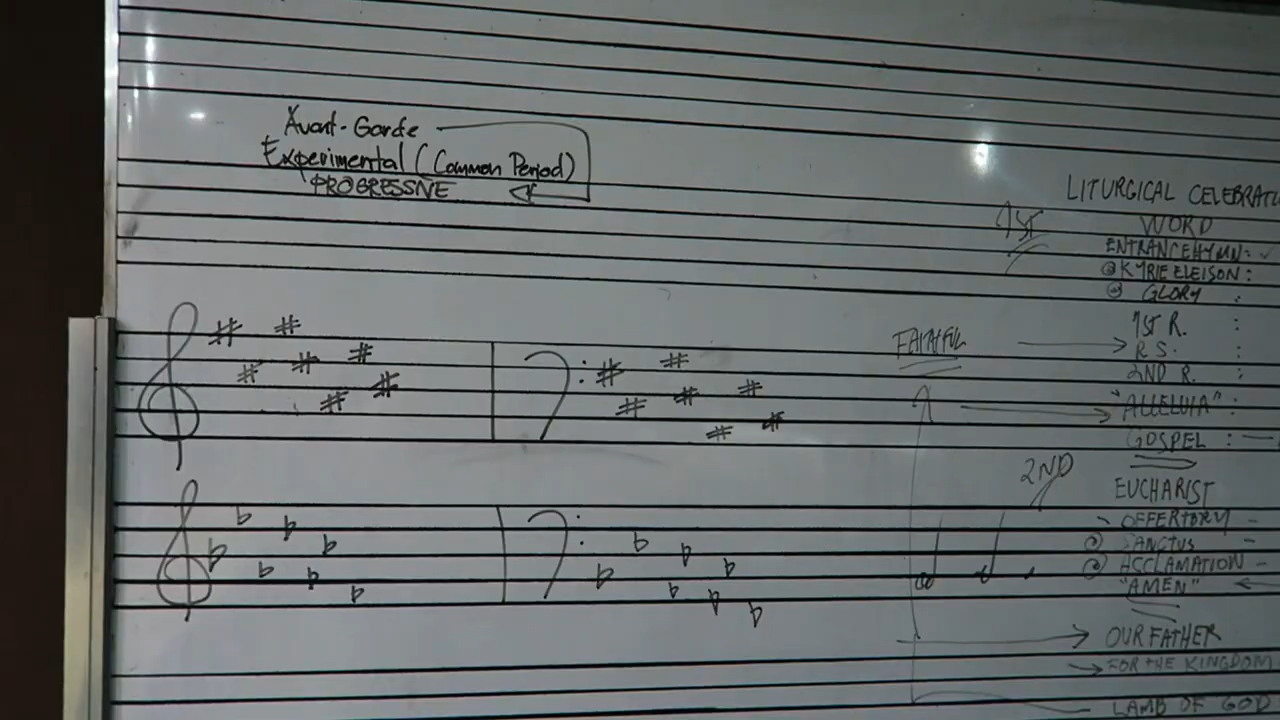 Avant-Garde
Experimental (Common Period)
PROGRESSIVE
LITURGICAL CELEBRAT
1ST
WORD
ENTRANCE HYMN:
KYRIE ELEISON:
GLORY :
1ST R. :
FAITHFUL
R S. :
2ND R. :
"ALLELUIA" :
GOSPEL :
2ND
EUCHARIST
- OFFERTORY -
SANCTUS -
ACCLAMATION -
"AMEN"
OUR FATHER
FOR THE KINGDOM
LAMB OF GOD